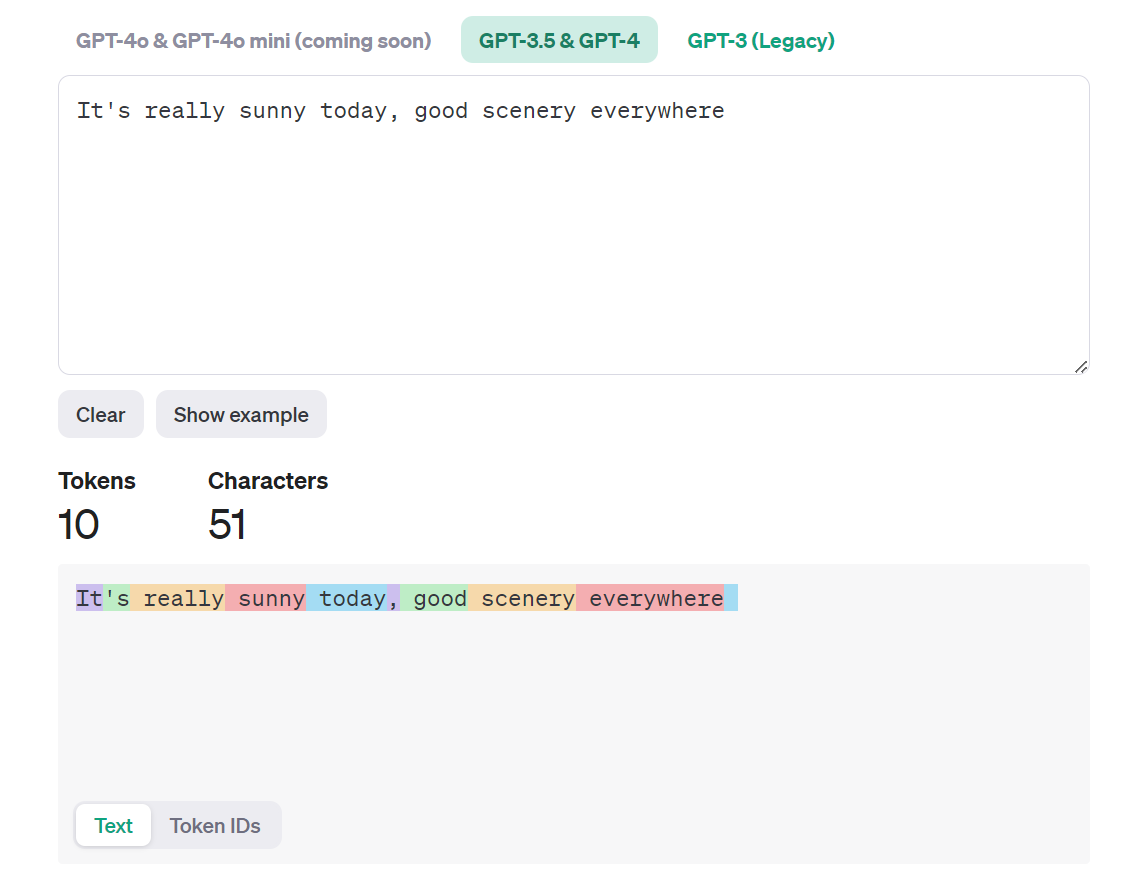 GPT-4o & GPT-4o mini (coming soon) GPT-3.5 & GPT-4 GPT-3 (Legacy)
It's really sunny today, good scenery everywhere
Clear Show example
Tokens Characters
10 51
It's really sunny today, good scenery everywhere
Text Token IDs